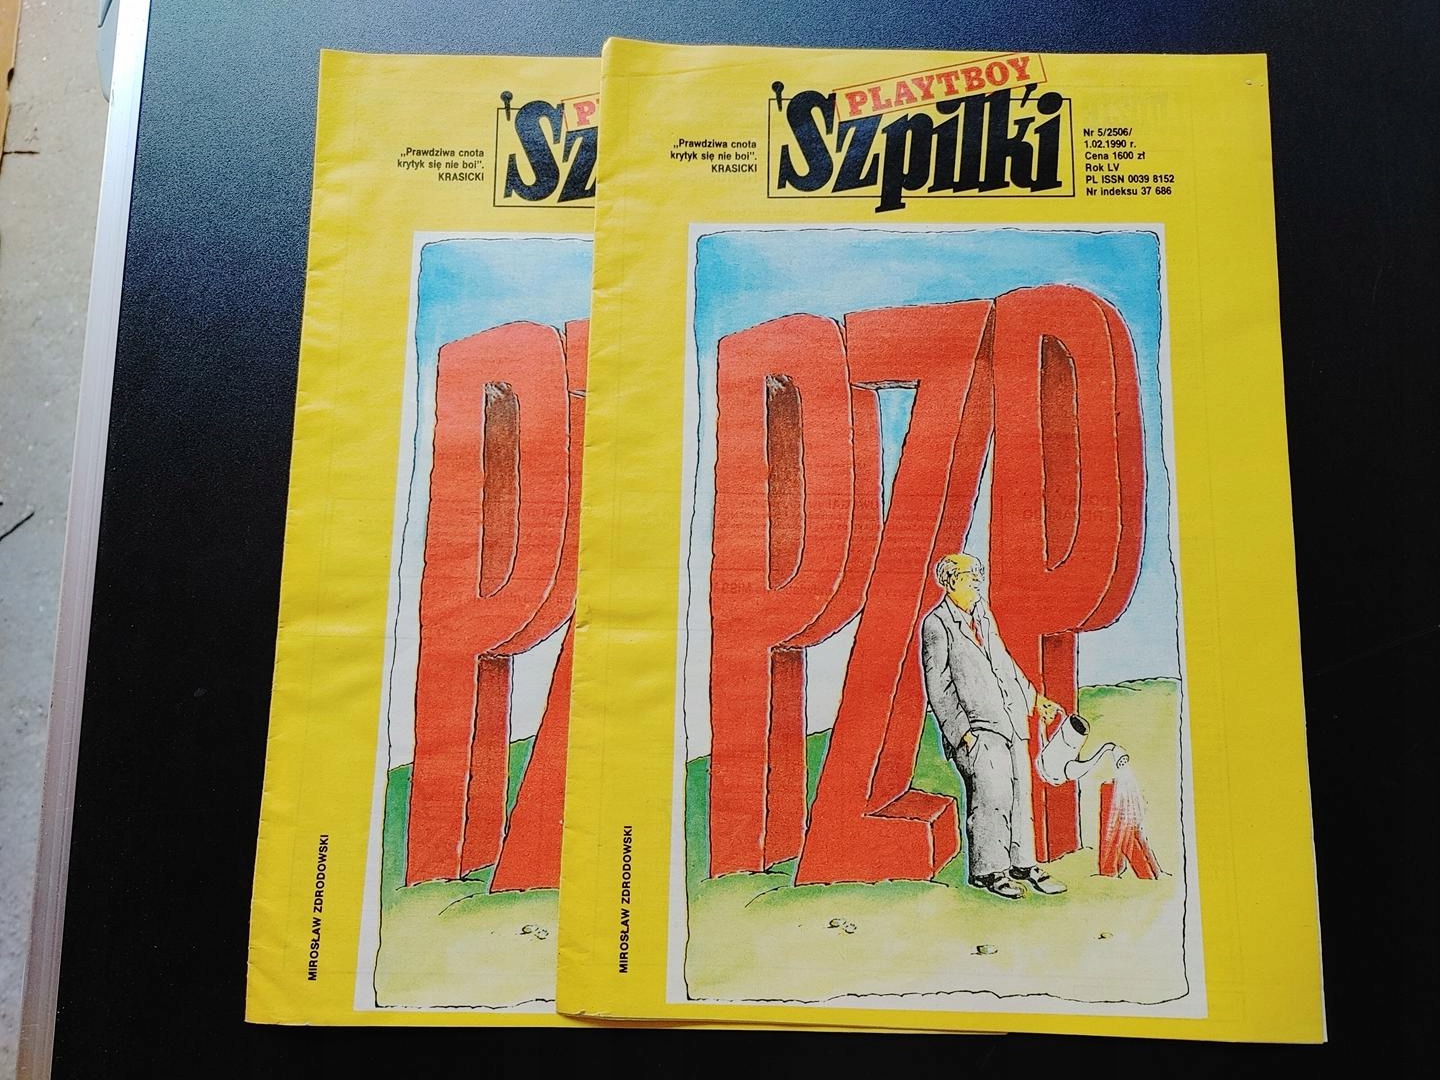 „Prawdziwa cnota
krytyk się nie boi".
KRASICKI
MIROSŁAW ZDRODOWSKI
PLAYTBOY
Szpilki
„Prawdziwa cnota
krytyk się nie boi".
KRASICKI
Nr 5/2506/
1.02.1990 r.
Cena 1600 zł
Rok LV
PL ISSN 0039 8152
Nr indeksu 37 686
PZPR
MIROSŁAW ZDRODOWSKI